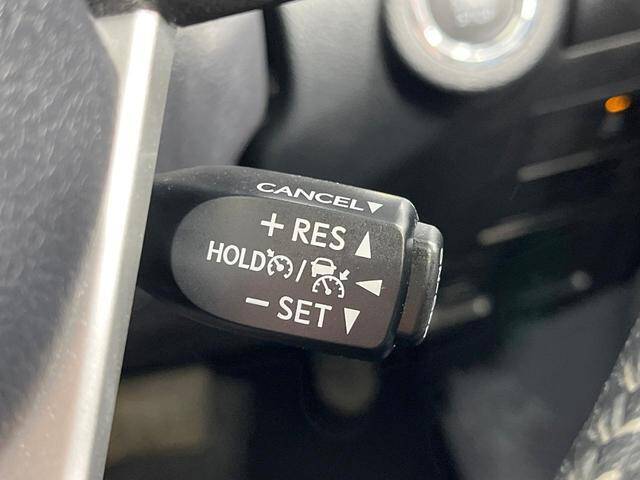 CANCEL▼
+RES▲
HOLD / ◀
−SET▼